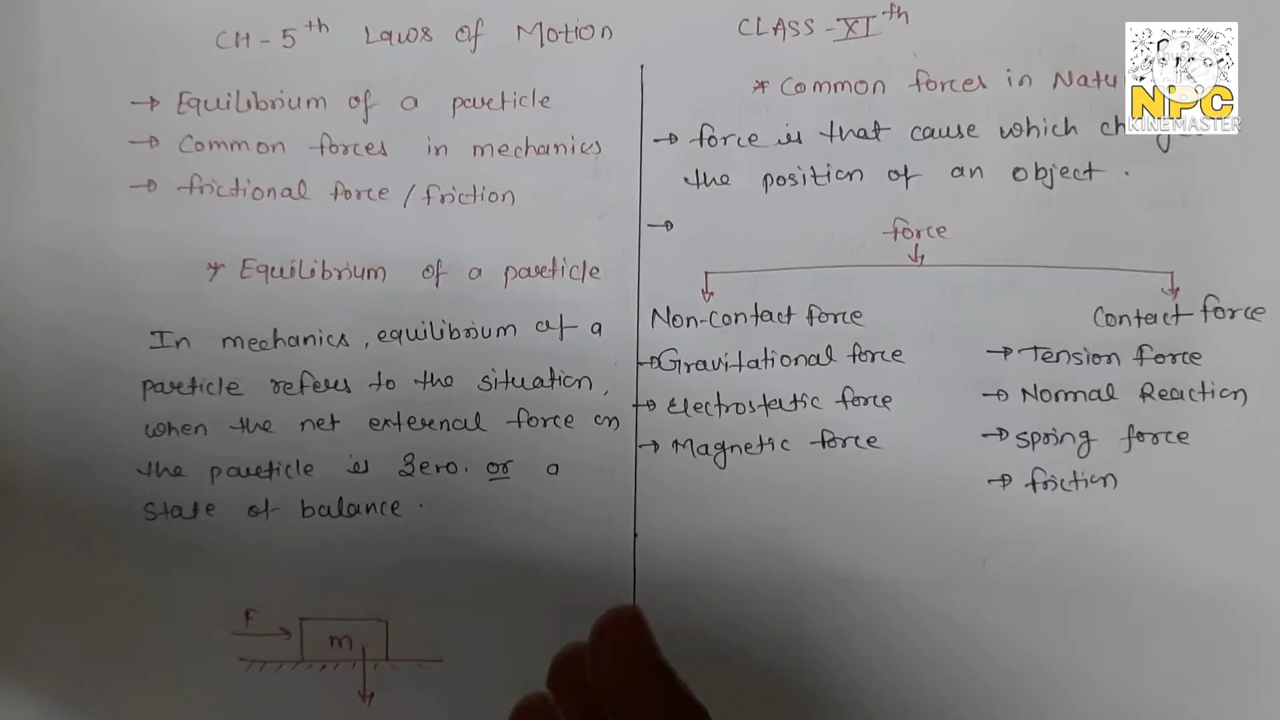 CH - 5th Laws of Motion
→ Equilibrium of a particle
→ Common forces in mechanics
→ frictional force / friction
* Equilibrium of a particle
In mechanics, equilibrium of a
particle refers to the situation,
when the net external force on
the particle is zero. or a
state of balance.
F
m
CLASS - XIth
* Common forces in Natu
→ force is that cause which ch
the position of an object.
→
force
Non-contact force
→ Gravitational force
→ Electrostatic force
→ Magnetic force
Contact force
→ Tension force
→ Normal Reaction
→ spring force
→ friction
NPC
KINEMASTER